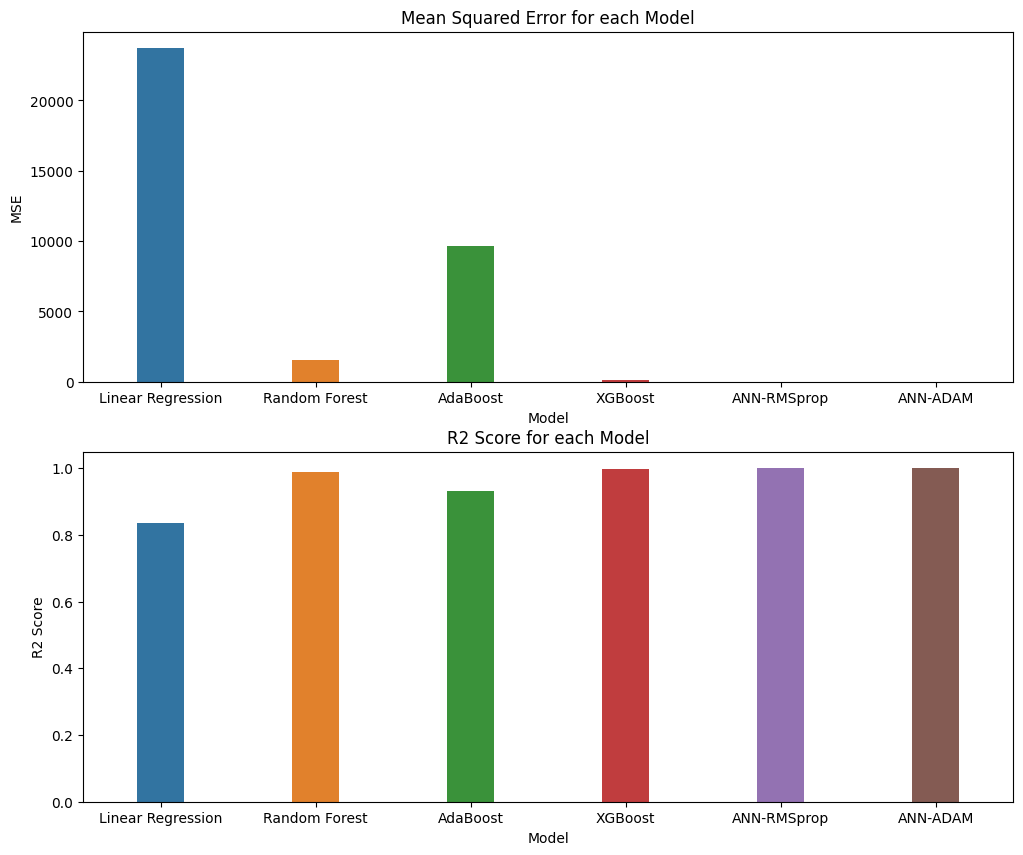 Mean Squared Error for each Model
20000
15000
10000
5000
0
MSE
Linear Regression Random Forest AdaBoost XGBoost ANN-RMSprop ANN-ADAM
Model
R2 Score for each Model
1.0
0.8
0.6
0.4
0.2
0.0
R2 Score
Linear Regression Random Forest AdaBoost XGBoost ANN-RMSprop ANN-ADAM
Model